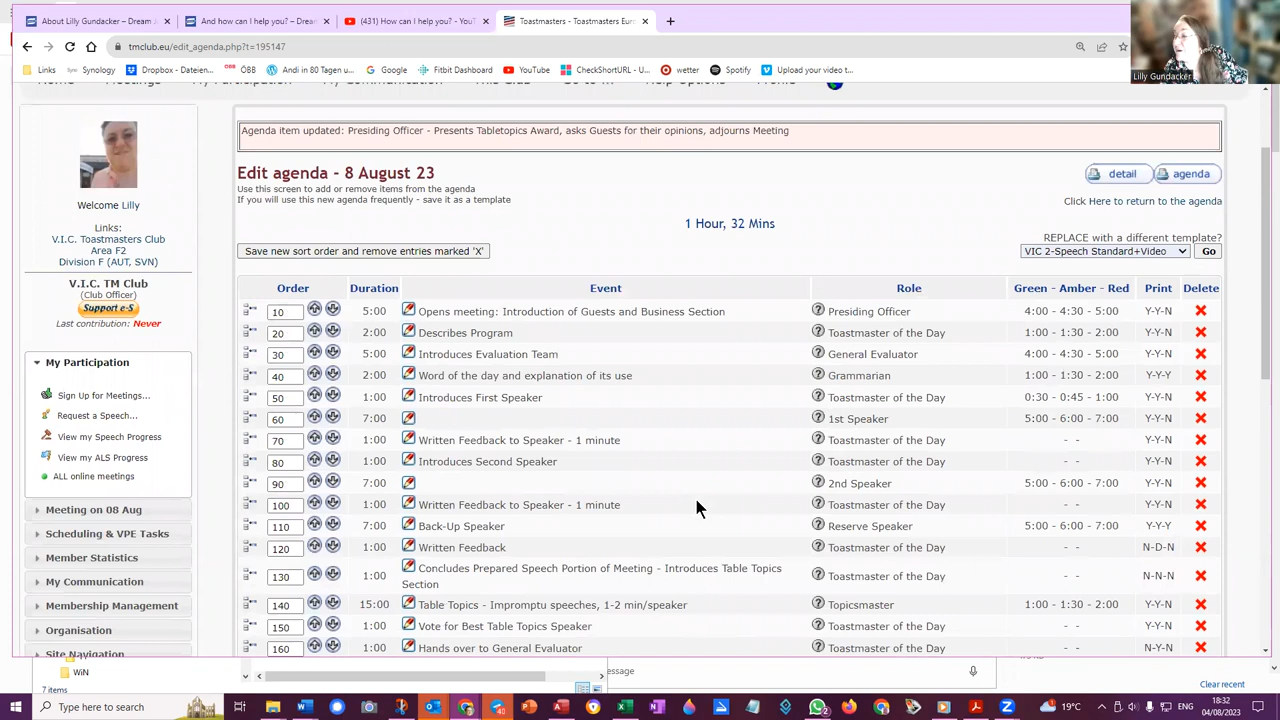 About Lilly Gundacker – Dream J
And how can I help you? – Drea
(431) How can I help you? - You
Toastmasters - Toastmasters Eur
tmclub.eu/edit_agenda.php?t=195147
Links
Synology
Dropbox - Dateien...
ÖBB
Andi in 80 Tagen u...
Google
Fitbit Dashboard
YouTube
CheckShortURL - U...
wetter
Spotify
Upload your video t...
Lilly Gundacker
Agenda item updated: Presiding Officer - Presents Tabletopics Award, asks Guests for their opinions, adjourns Meeting
Edit agenda - 8 August 23
Use this screen to add or remove items from the agenda
If you will use this new agenda frequently - save it as a template
detail agenda
Click Here to return to the agenda
1 Hour, 32 Mins
REPLACE with a different template?
Save new sort order and remove entries marked 'X'
VIC 2-Speech Standard+Video Go
Welcome Lilly
Links:
V.I.C. Toastmasters Club
Area F2
Division F (AUT, SVN)
V.I.C. TM Club
(Club Officer)
Support e-S
Last contribution: Never
My Participation
Sign Up for Meetings...
Request a Speech...
View my Speech Progress
View my ALS Progress
ALL online meetings
Meeting on 08 Aug
Scheduling & VPE Tasks
Member Statistics
My Communication
Membership Management
Organisation
Site Navigation
Order Duration Event Role Green - Amber - Red Print Delete
10 5:00 Opens meeting: Introduction of Guests and Business Section Presiding Officer 4:00 - 4:30 - 5:00 Y-Y-N
20 2:00 Describes Program Toastmaster of the Day 1:00 - 1:30 - 2:00 Y-Y-N
30 5:00 Introduces Evaluation Team General Evaluator 4:00 - 4:30 - 5:00 Y-Y-N
40 2:00 Word of the day and explanation of its use Grammarian 1:00 - 1:30 - 2:00 Y-Y-Y
50 1:00 Introduces First Speaker Toastmaster of the Day 0:30 - 0:45 - 1:00 Y-Y-N
60 7:00 1st Speaker 5:00 - 6:00 - 7:00 Y-Y-N
70 1:00 Written Feedback to Speaker - 1 minute Toastmaster of the Day - - Y-Y-N
80 1:00 Introduces Second Speaker Toastmaster of the Day - - Y-Y-N
90 7:00 2nd Speaker 5:00 - 6:00 - 7:00 Y-Y-N
100 1:00 Written Feedback to Speaker - 1 minute Toastmaster of the Day - - Y-Y-N
110 7:00 Back-Up Speaker Reserve Speaker 5:00 - 6:00 - 7:00 Y-Y-Y
120 1:00 Written Feedback Toastmaster of the Day - - N-D-N
130 1:00 Concludes Prepared Speech Portion of Meeting - Introduces Table Topics Section Toastmaster of the Day - - N-N-N
140 15:00 Table Topics - Impromptu speeches, 1-2 min/speaker Topicsmaster 1:00 - 1:30 - 2:00 Y-Y-N
150 1:00 Vote for Best Table Topics Speaker Toastmaster of the Day - - Y-Y-N
160 1:00 Hands over to General Evaluator Toastmaster of the Day - - N-Y-N
WiN
7 items
essage
Clear recent
Type here to search
19°C
18:32
04/08/2023